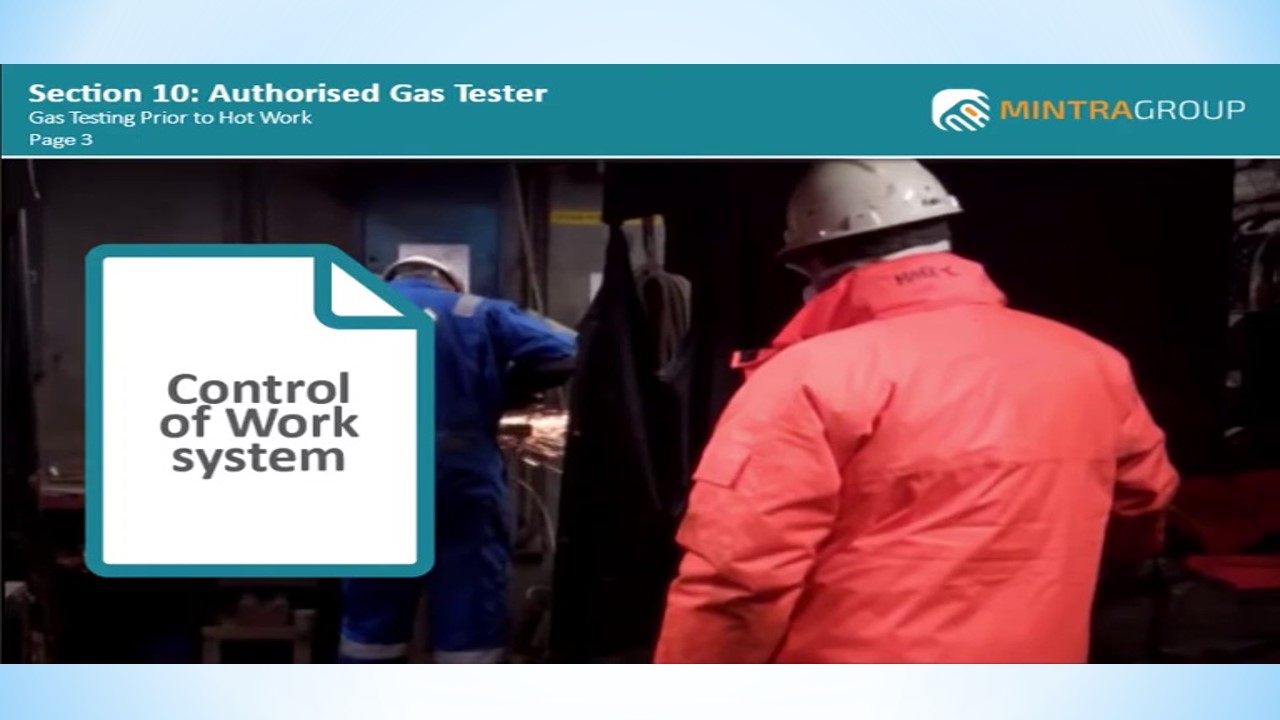 Section 10: Authorised Gas Tester
Gas Testing Prior to Hot Work
Page 3
MINTRAGROUP
Control
of Work
system